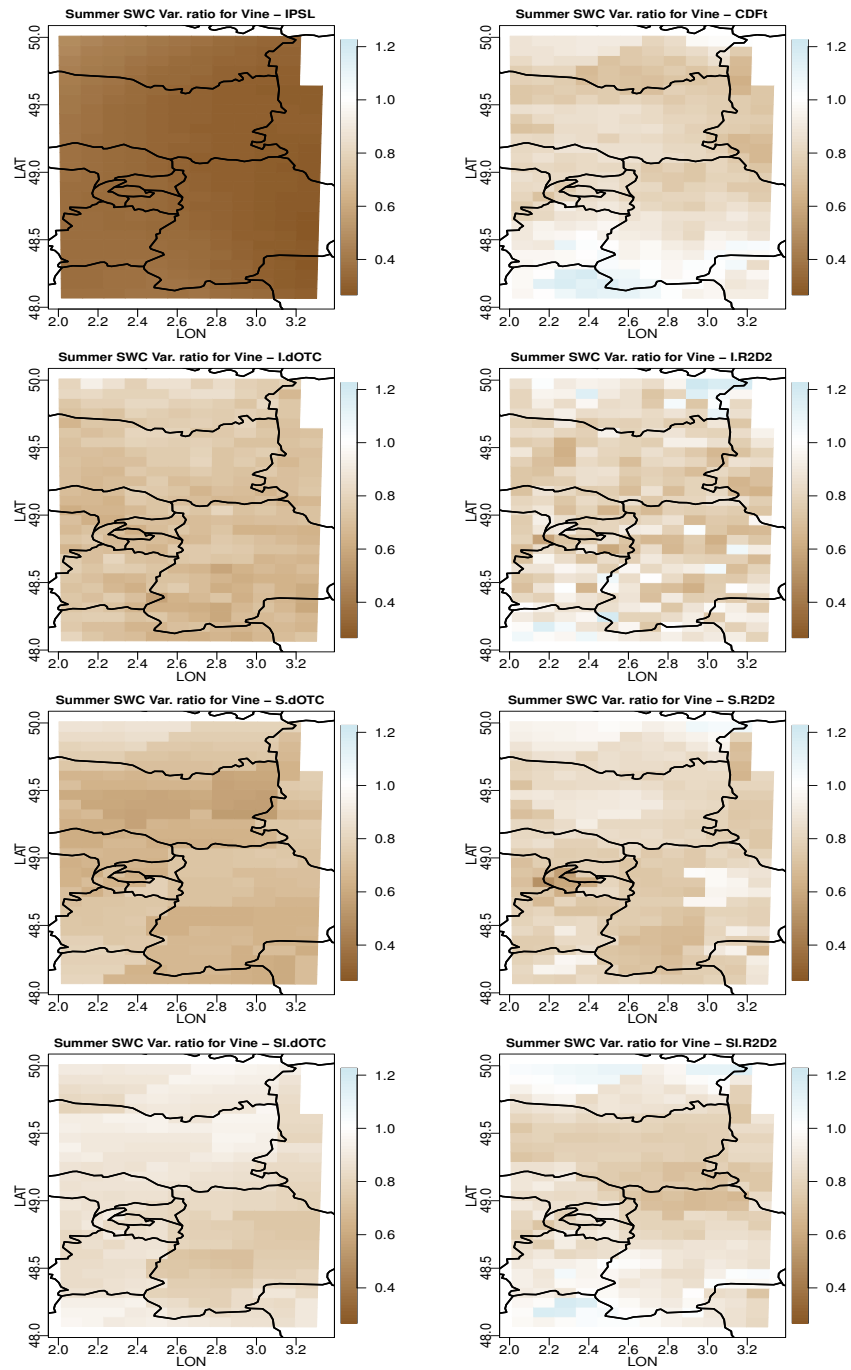 Summer SWC Var. ratio for Vine − IPSL
LAT
48.0 48.5 49.0 49.5 50.0
2.0 2.2 2.4 2.6 2.8 3.0 3.2
LON
1.2
1.0
0.8
0.6
0.4
Summer SWC Var. ratio for Vine − CDFt
LAT
48.0 48.5 49.0 49.5 50.0
2.0 2.2 2.4 2.6 2.8 3.0 3.2
LON
1.2
1.0
0.8
0.6
0.4
Summer SWC Var. ratio for Vine − I.dOTC
LAT
48.0 48.5 49.0 49.5 50.0
2.0 2.2 2.4 2.6 2.8 3.0 3.2
LON
1.2
1.0
0.8
0.6
0.4
Summer SWC Var. ratio for Vine − I.R2D2
LAT
48.0 48.5 49.0 49.5 50.0
2.0 2.2 2.4 2.6 2.8 3.0 3.2
LON
1.2
1.0
0.8
0.6
0.4
Summer SWC Var. ratio for Vine − S.dOTC
LAT
48.0 48.5 49.0 49.5 50.0
2.0 2.2 2.4 2.6 2.8 3.0 3.2
LON
1.2
1.0
0.8
0.6
0.4
Summer SWC Var. ratio for Vine − S.R2D2
LAT
48.0 48.5 49.0 49.5 50.0
2.0 2.2 2.4 2.6 2.8 3.0 3.2
LON
1.2
1.0
0.8
0.6
0.4
Summer SWC Var. ratio for Vine − SI.dOTC
LAT
48.0 48.5 49.0 49.5 50.0
2.0 2.2 2.4 2.6 2.8 3.0 3.2
LON
1.2
1.0
0.8
0.6
0.4
Summer SWC Var. ratio for Vine − SI.R2D2
LAT
48.0 48.5 49.0 49.5 50.0
2.0 2.2 2.4 2.6 2.8 3.0 3.2
LON
1.2
1.0
0.8
0.6
0.4